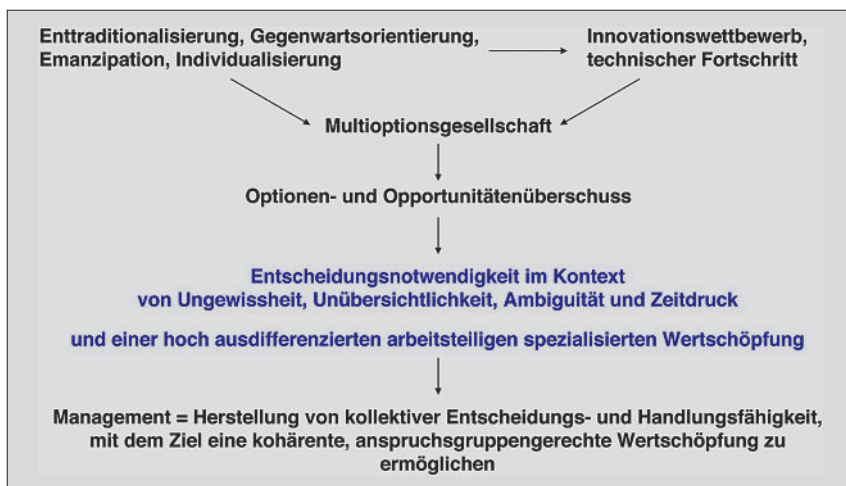 Enttraditionalisierung, Gegenwartsorientierung,
Emanzipation, Individualisierung
Innovationswettbewerb,
technischer Fortschritt
Multioptionsgesellschaft
Optionen- und Opportunitätenüberschuss
Entscheidungsnotwendigkeit im Kontext
von Ungewissheit, Unübersichtlichkeit, Ambiguität und Zeitdruck
und einer hoch ausdifferenzierten arbeitsteiligen spezialisierten Wertschöpfung
Management = Herstellung von kollektiver Entscheidungs- und Handlungsfähigkeit,
mit dem Ziel eine kohärente, anspruchsgruppengerechte Wertschöpfung zu
ermöglichen